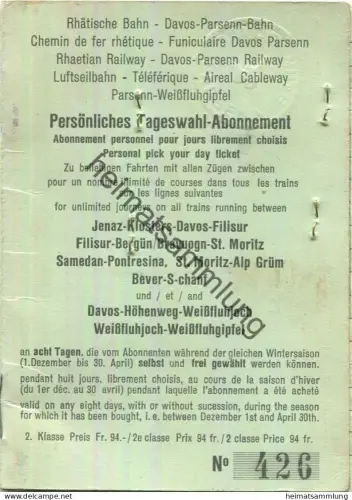 Rhätische Bahn - Davos-Parsenn-Bahn
Chemin de fer rhétique - Funiculaire Davos Parsenn
Rhaetian Railway - Davos-Parsenn Railway
Luftseilbahn - Téléférique - Aireal Cableway
Parsenn-Weißfluhgipfel
Persönliches Tageswahl-Abonnement
Abonnement personnel pour jours librement choisis
Personal pick your day ticket
Zu beliebigen Fahrten mit allen Zügen zwischen
pour un nombre illimité de courses dans tous les trains
sur les lignes suivantes
for unlimited journeys on all trains running between
Jenaz-Klosters-Davos-Filisur
Filisur-Bergün/Bravuogn-St. Moritz
Samedan-Pontresina, St. Moritz-Alp Grüm
Bever-S-chanf
und / et / and
Davos-Höhenweg-Weißfluhjoch
Weißfluhjoch-Weißfluhgipfel
an acht Tagen, die vom Abonnenten während der gleichen Wintersaison
(1. Dezember bis 30. April) selbst und frei gewählt werden können.
pendant huit jours, librement choisis, au cours de la saison d'hiver
(du 1er déc. au 30 avril) pendant laquelle l'abonnement a été acheté
valid on any eight days, with or without sucession, during the season
for which it has been bought, i. e. between Dezember 1st and April 30th.
2. Klasse Preis Fr. 94.-/2e classe Prix 94 fr./2 classe Price 94 fr.
No 426
heimatsammlung.de